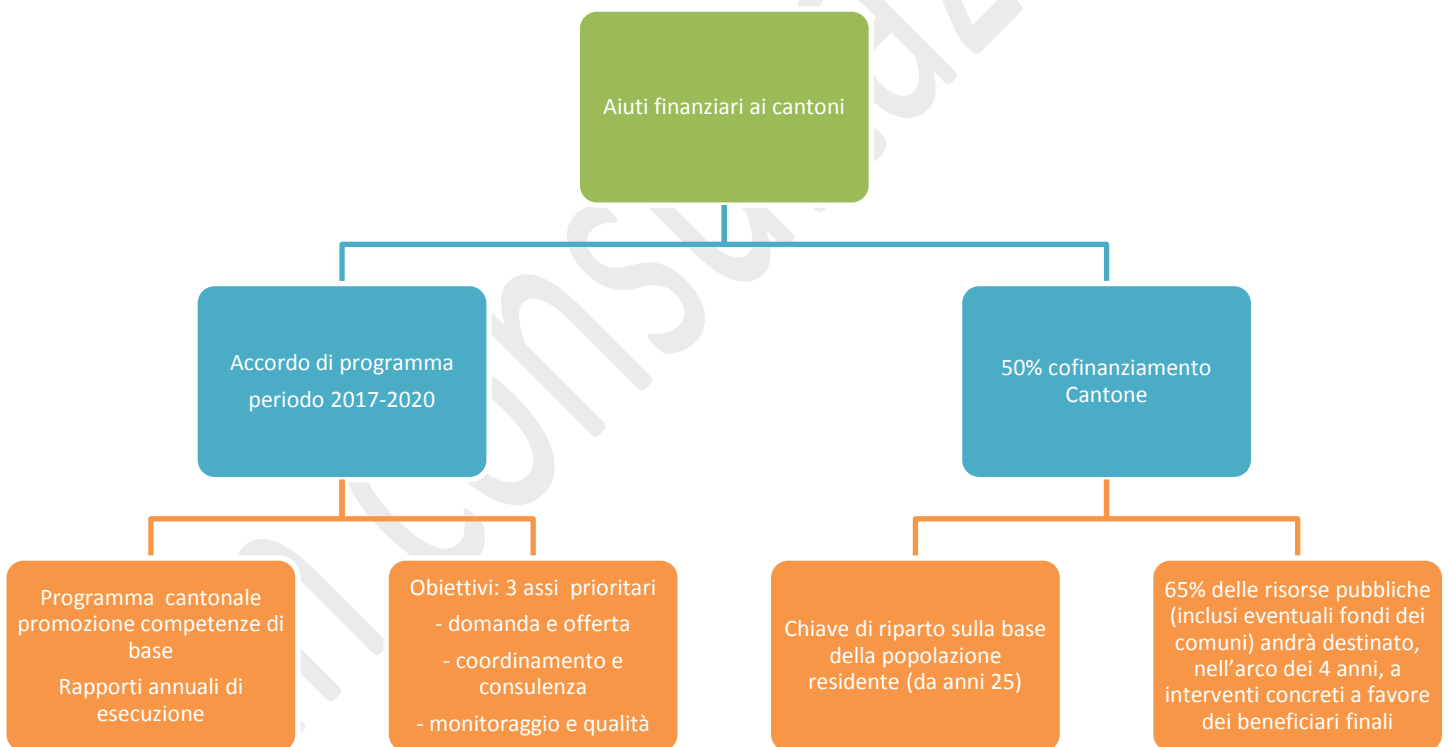 Aiuti finanziari ai cantoni
Accordo di programma
periodo 2017-2020
50% cofinanziamento
Cantone
Programma cantonale
promozione competenze di
base
Rapporti annuali di
esecuzione
Obiettivi: 3 assi prioritari
- domanda e offerta
- coordinamento e
consulenza
- monitoraggio e qualità
Chiave di riparto sulla base
della popolazione
residente (da anni 25)
65% delle risorse pubbliche
(inclusi eventuali fondi dei
comuni) andrà destinato,
nell'arco dei 4 anni, a
interventi concreti a favore
dei beneficiari finali